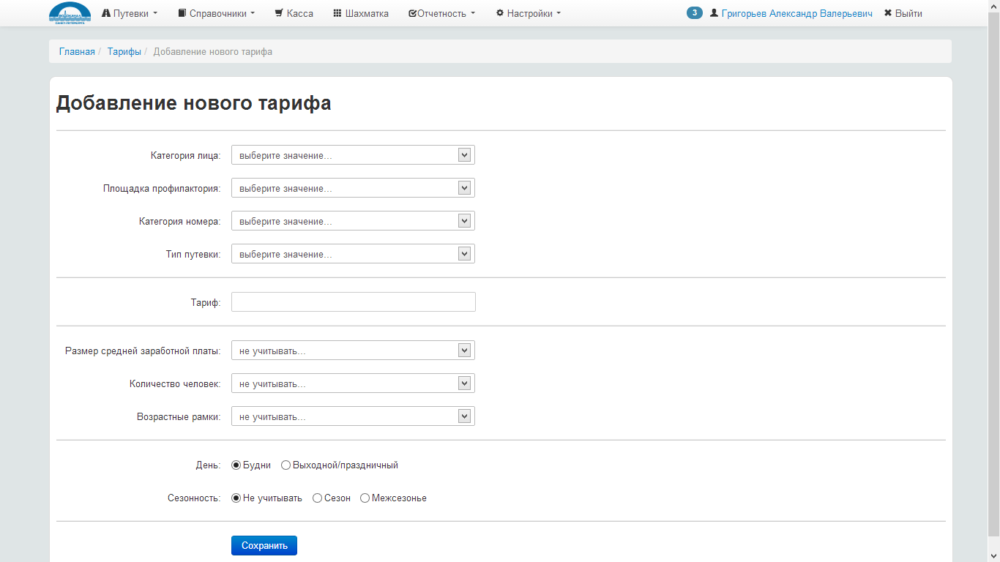 ВОДОКАНАЛ
САНКТ-ПЕТЕРБУРГА
Путевки Справочники Касса Шахматка Отчетность Настройки 3 Григорьев Александр Валерьевич Выйти
Главная / Тарифы / Добавление нового тарифа
Добавление нового тарифа
Категория лица: выберите значение...
Площадка профилактория: выберите значение...
Категория номера: выберите значение...
Тип путевки: выберите значение...
Тариф:
Размер средней заработной платы: не учитывать...
Количество человек: не учитывать...
Возрастные рамки: не учитывать...
День: Будни Выходной/праздничный
Сезонность: Не учитывать Сезон Межсезонье
Сохранить